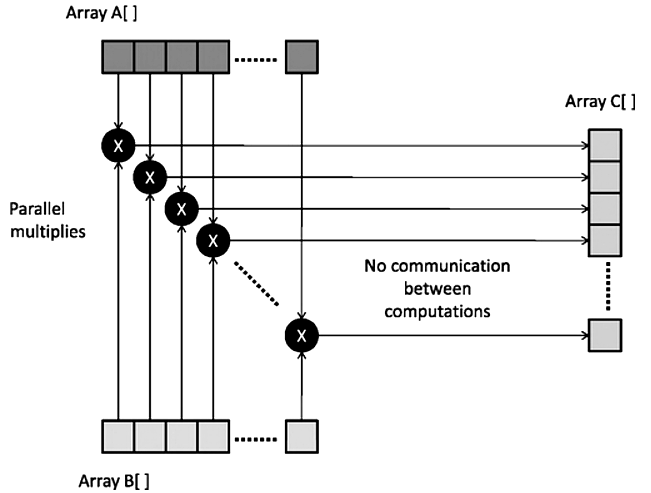 Array A[ ]
Array C[ ]
X
X
X
X
Parallel
multiplies
No communication
between
computations
X
Array B[ ]